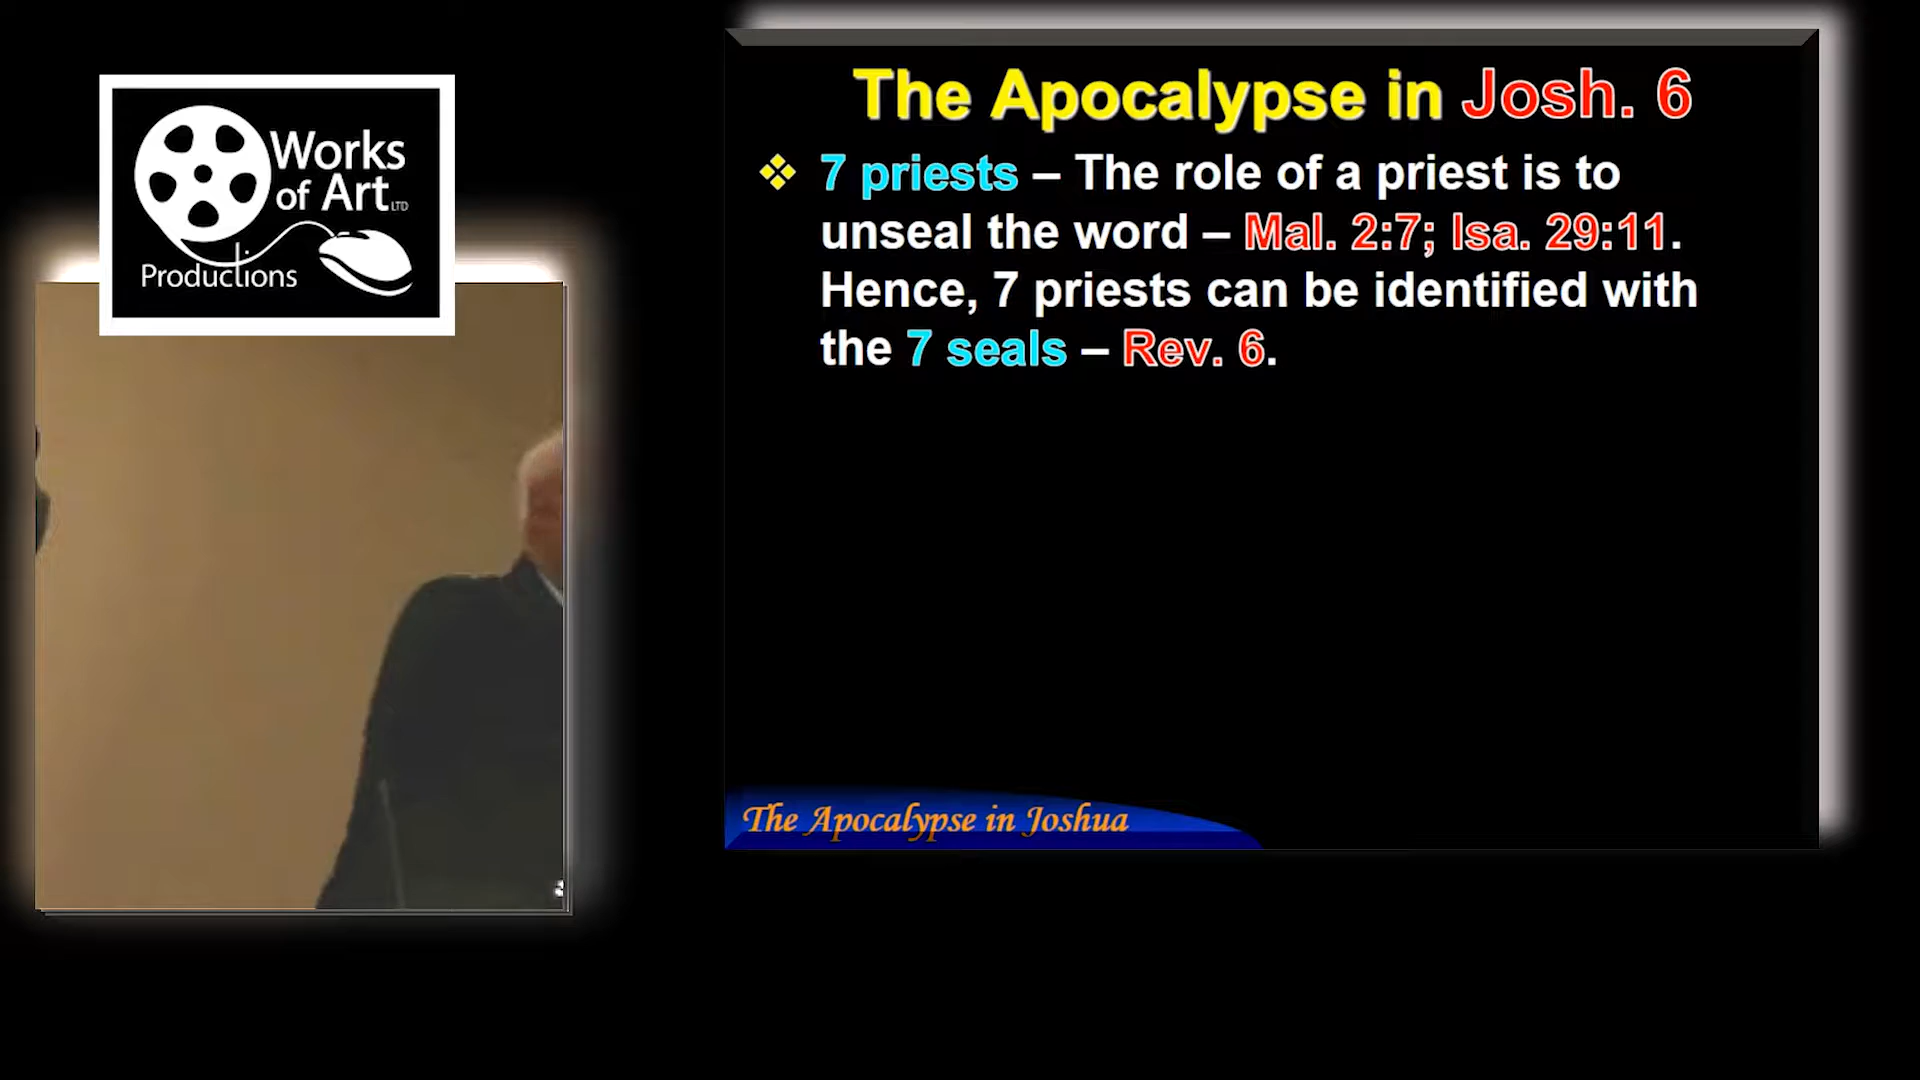 Works
of Art LTD
Productions
The Apocalypse in Josh. 6
❖ 7 priests – The role of a priest is to
unseal the word – Mal. 2:7; Isa. 29:11.
Hence, 7 priests can be identified with
the 7 seals – Rev. 6.
The Apocalypse in Joshua